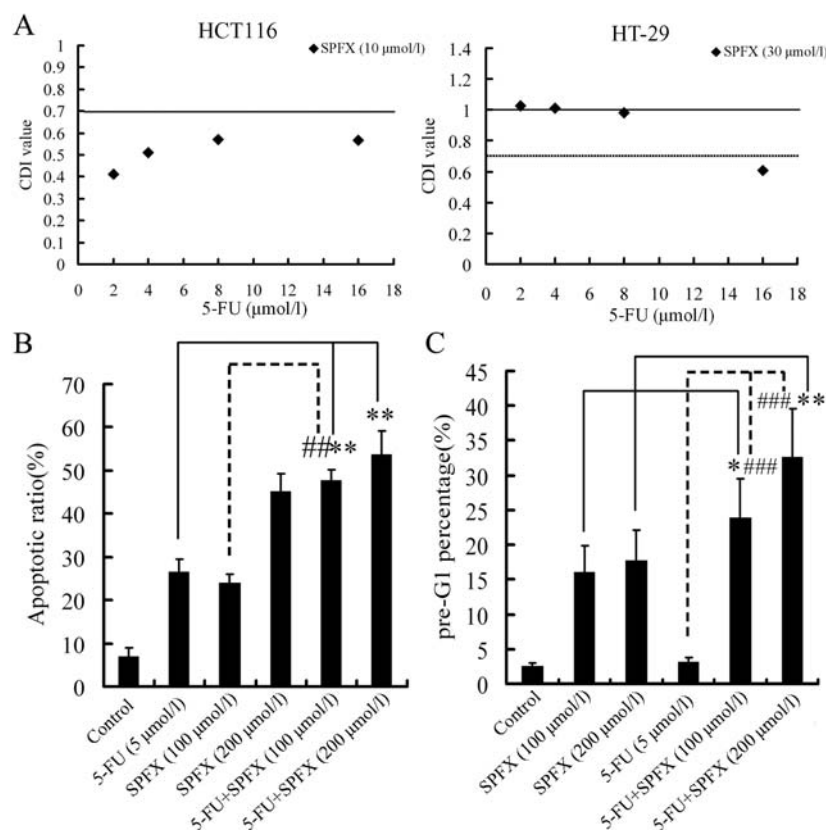 A
HCT116
SPFX (10 µmol/l)
1
0.9
0.8
0.7
0.6
0.5
0.4
0.3
0.2
0.1
0
CDI value
0 2 4 6 8 10 12 14 16 18
5-FU (µmol/l)
HT-29
SPFX (30 µmol/l)
1.4
1.2
1
0.8
0.6
0.4
0.2
0
CDI value
0 2 4 6 8 10 12 14 16 18
5-FU (µmol/l)
B
70
60
50
40
30
20
10
0
Apoptotic ratio(%)
##**
**
Control
5-FU (5 µmol/l)
SPFX (100 µmol/l)
SPFX (200 µmol/l)
5-FU+SPFX (100 µmol/l)
5-FU+SPFX (200 µmol/l)
C
45
40
35
30
25
20
15
10
5
0
pre-G1 percentage(%)
### **
*###
Control
SPFX (100 µmol/l)
SPFX (200 µmol/l)
5-FU (5 µmol/l)
5-FU+SPFX (100 µmol/l)
5-FU+SPFX (200 µmol/l)